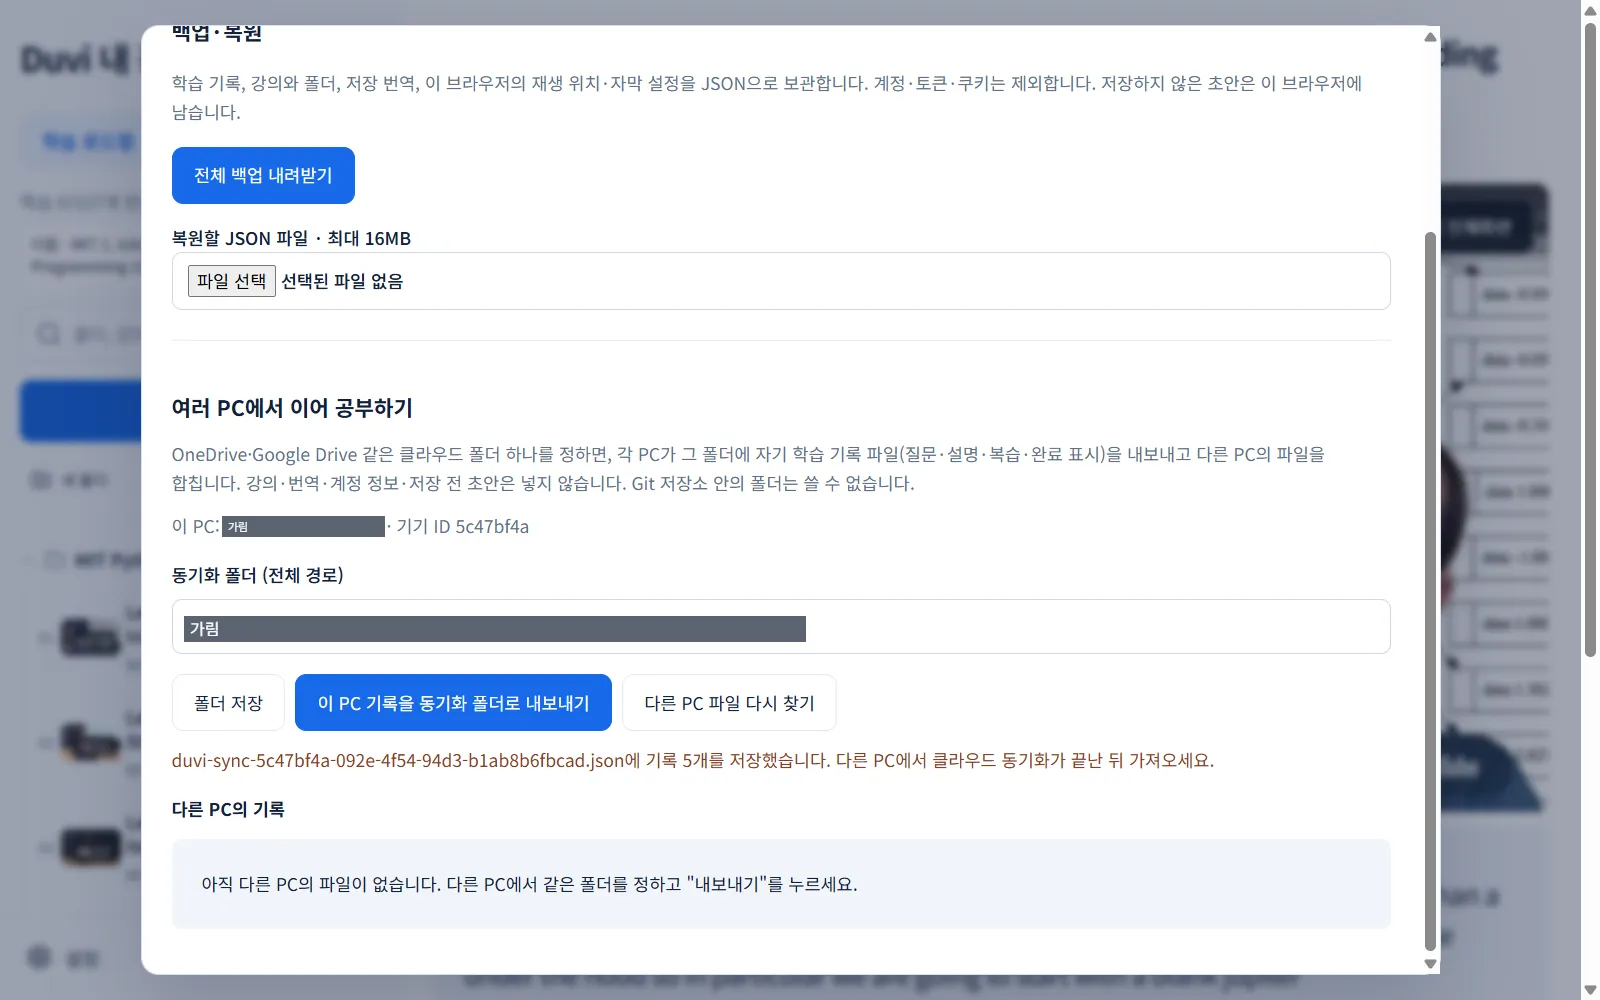 Duvi 내
ding
백업·복원
학습 기록, 강의와 폴더, 저장 번역, 이 브라우저의 재생 위치·자막 설정을 JSON으로 보관합니다. 계정·토큰·쿠키는 제외합니다. 저장하지 않은 초안은 이 브라우저에
남습니다.
전체 백업 내려받기
복원할 JSON 파일 · 최대 16MB
파일 선택 선택된 파일 없음
여러 PC에서 이어 공부하기
OneDrive·Google Drive 같은 클라우드 폴더 하나를 정하면, 각 PC가 그 폴더에 자기 학습 기록 파일(질문·설명·복습·완료 표시)을 내보내고 다른 PC의 파일을
합칩니다. 강의·번역·계정 정보·저장 전 초안은 넣지 않습니다. Git 저장소 안의 폴더는 쓸 수 없습니다.
이 PC: 가림 · 기기 ID 5c47bf4a
동기화 폴더 (전체 경로)
가림
폴더 저장 이 PC 기록을 동기화 폴더로 내보내기 다른 PC 파일 다시 찾기
duvi-sync-5c47bf4a-092e-4f54-94d3-b1ab8b6fbcad.json에 기록 5개를 저장했습니다. 다른 PC에서 클라우드 동기화가 끝난 뒤 가져오세요.
다른 PC의 기록
아직 다른 PC의 파일이 없습니다. 다른 PC에서 같은 폴더를 정하고 "내보내기"를 누르세요.
설정